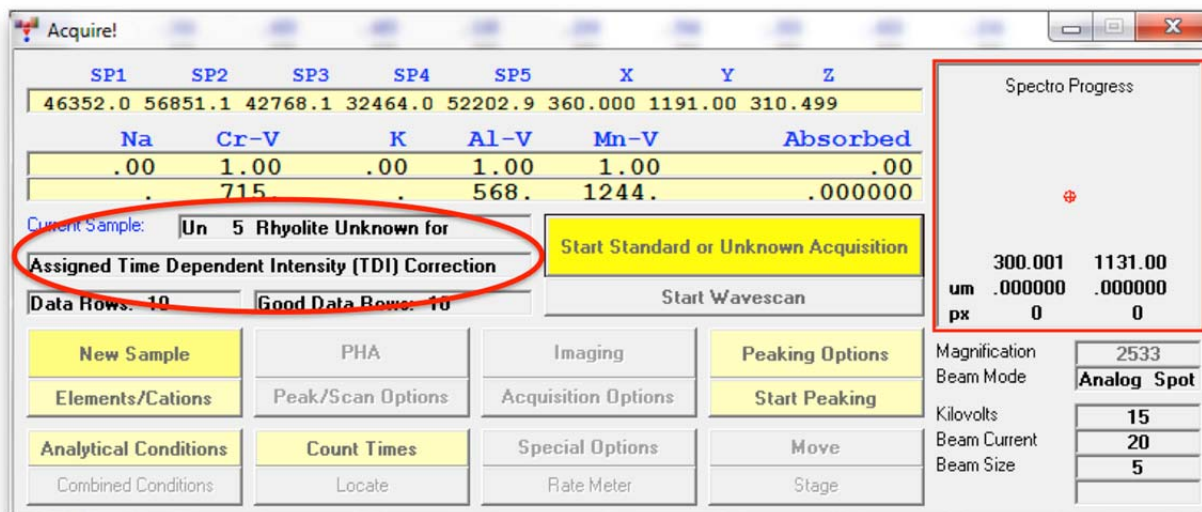 Acquire!
SP1 SP2 SP3 SP4 SP5 X Y Z
46352.0 56851.1 42768.1 32464.0 52202.9 360.000 1191.00 310.499
Na Cr-V K Al-V Mn-V Absorbed
.00 1.00 .00 1.00 1.00 .00
. 715. . 568. 1244. .000000
Current Sample: Un 5 Rhyolite Unknown for
Assigned Time Dependent Intensity (TDI) Correction
Data Rows: 10 Good Data Rows: 10
Start Standard or Unknown Acquisition
Start Wavescan
New Sample PHA Imaging Peaking Options
Elements/Cations Peak/Scan Options Acquisition Options Start Peaking
Analytical Conditions Count Times Special Options Move
Combined Conditions Locate Rate Meter Stage
Spectro Progress
300.001 1131.00
um .000000 .000000
px 0 0
Magnification 2533
Beam Mode Analog Spot
Kilovolts 15
Beam Current 20
Beam Size 5